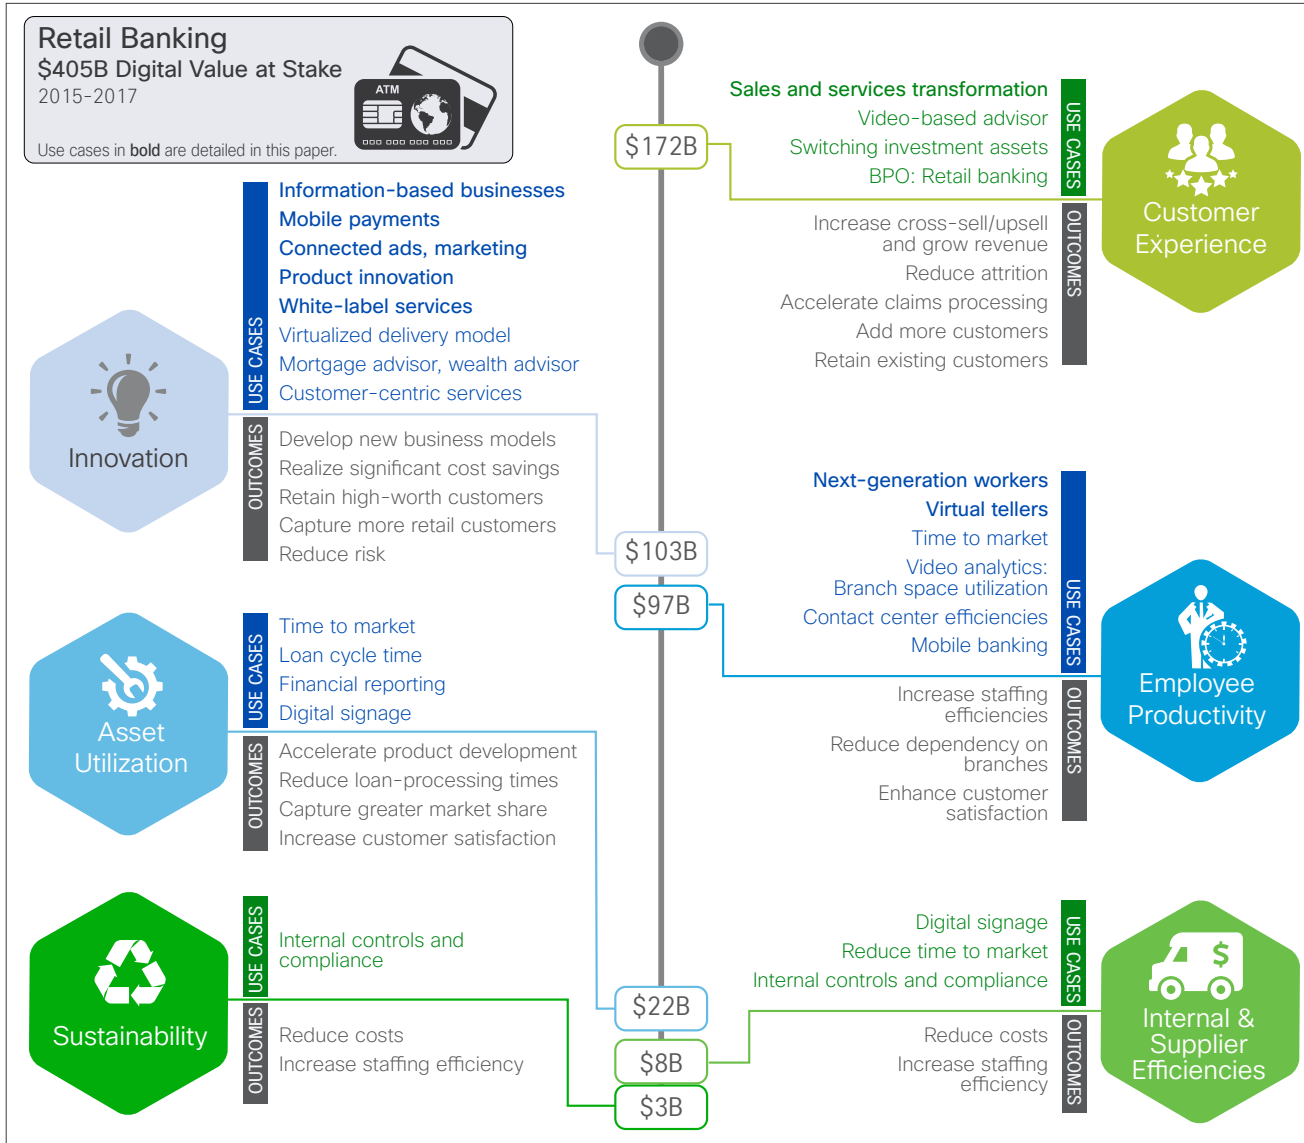 Retail Banking
$405B Digital Value at Stake
2015-2017
Use cases in bold are detailed in this paper.
ATM
$172B
Sales and services transformation
Video-based advisor
Switching investment assets
BPO: Retail banking
USE CASES
Increase cross-sell/upsell
and grow revenue
Reduce attrition
Accelerate claims processing
Add more customers
Retain existing customers
OUTCOMES
Customer
Experience
Information-based businesses
Mobile payments
Connected ads, marketing
Product innovation
White-label services
Virtualized delivery model
Mortgage advisor, wealth advisor
Customer-centric services
USE CASES
Develop new business models
Realize significant cost savings
Retain high-worth customers
Capture more retail customers
Reduce risk
OUTCOMES
Innovation
$103B
$97B
Next-generation workers
Virtual tellers
Time to market
Video analytics:
Branch space utilization
Contact center efficiencies
Mobile banking
USE CASES
Increase staffing
efficiencies
Reduce dependency on
branches
Enhance customer
satisfaction
OUTCOMES
Employee
Productivity
Time to market
Loan cycle time
Financial reporting
Digital signage
USE CASES
Accelerate product development
Reduce loan-processing times
Capture greater market share
Increase customer satisfaction
OUTCOMES
Asset
Utilization
Internal controls and
compliance
USE CASES
Reduce costs
Increase staffing efficiency
OUTCOMES
Sustainability
$22B
$8B
$3B
Digital signage
Reduce time to market
Internal controls and compliance
USE CASES
Reduce costs
Increase staffing
efficiency
OUTCOMES
$
Internal &
Supplier
Efficiencies